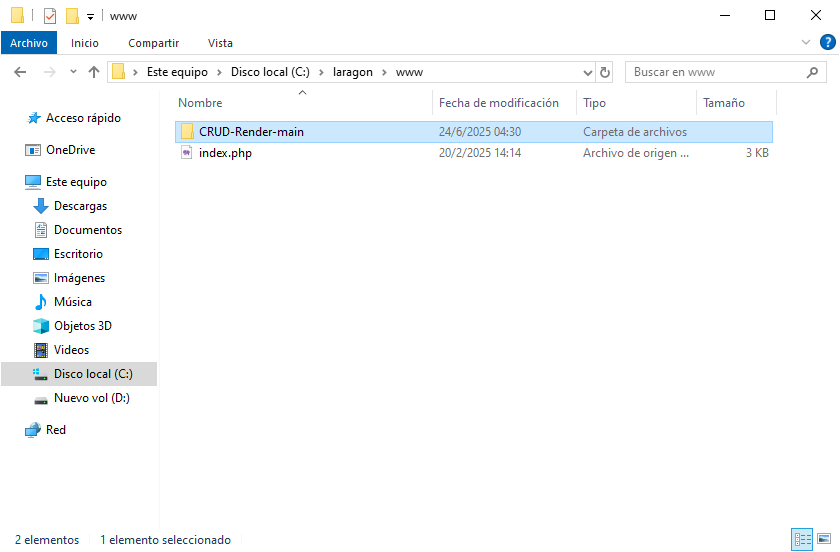 www
Archivo Inicio Compartir Vista
Este equipo Disco local (C:) laragon www
Buscar en www
Nombre Fecha de modificación Tipo Tamaño
CRUD-Render-main 24/6/2025 04:30 Carpeta de archivos
index.php 20/2/2025 14:14 Archivo de origen ... 3 KB
Acceso rápido
OneDrive
Este equipo
Descargas
Documentos
Escritorio
Imágenes
Música
Objetos 3D
Videos
Disco local (C:)
Nuevo vol (D:)
Red
2 elementos 1 elemento seleccionado